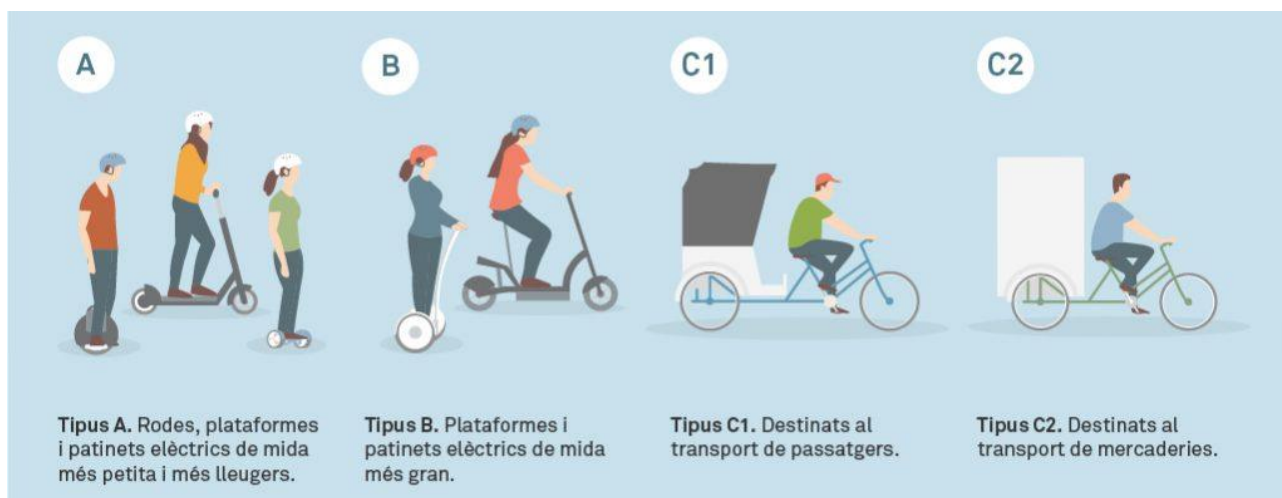 A
B
C1
C2
Tipus A. Rodes, plataformes
i patinets elèctrics de mida
més petita i més lleugers.
Tipus B. Plataformes i
patinets elèctrics de mida
més gran.
Tipus C1. Destinats al
transport de passatgers.
Tipus C2. Destinats al
transport de mercaderies.